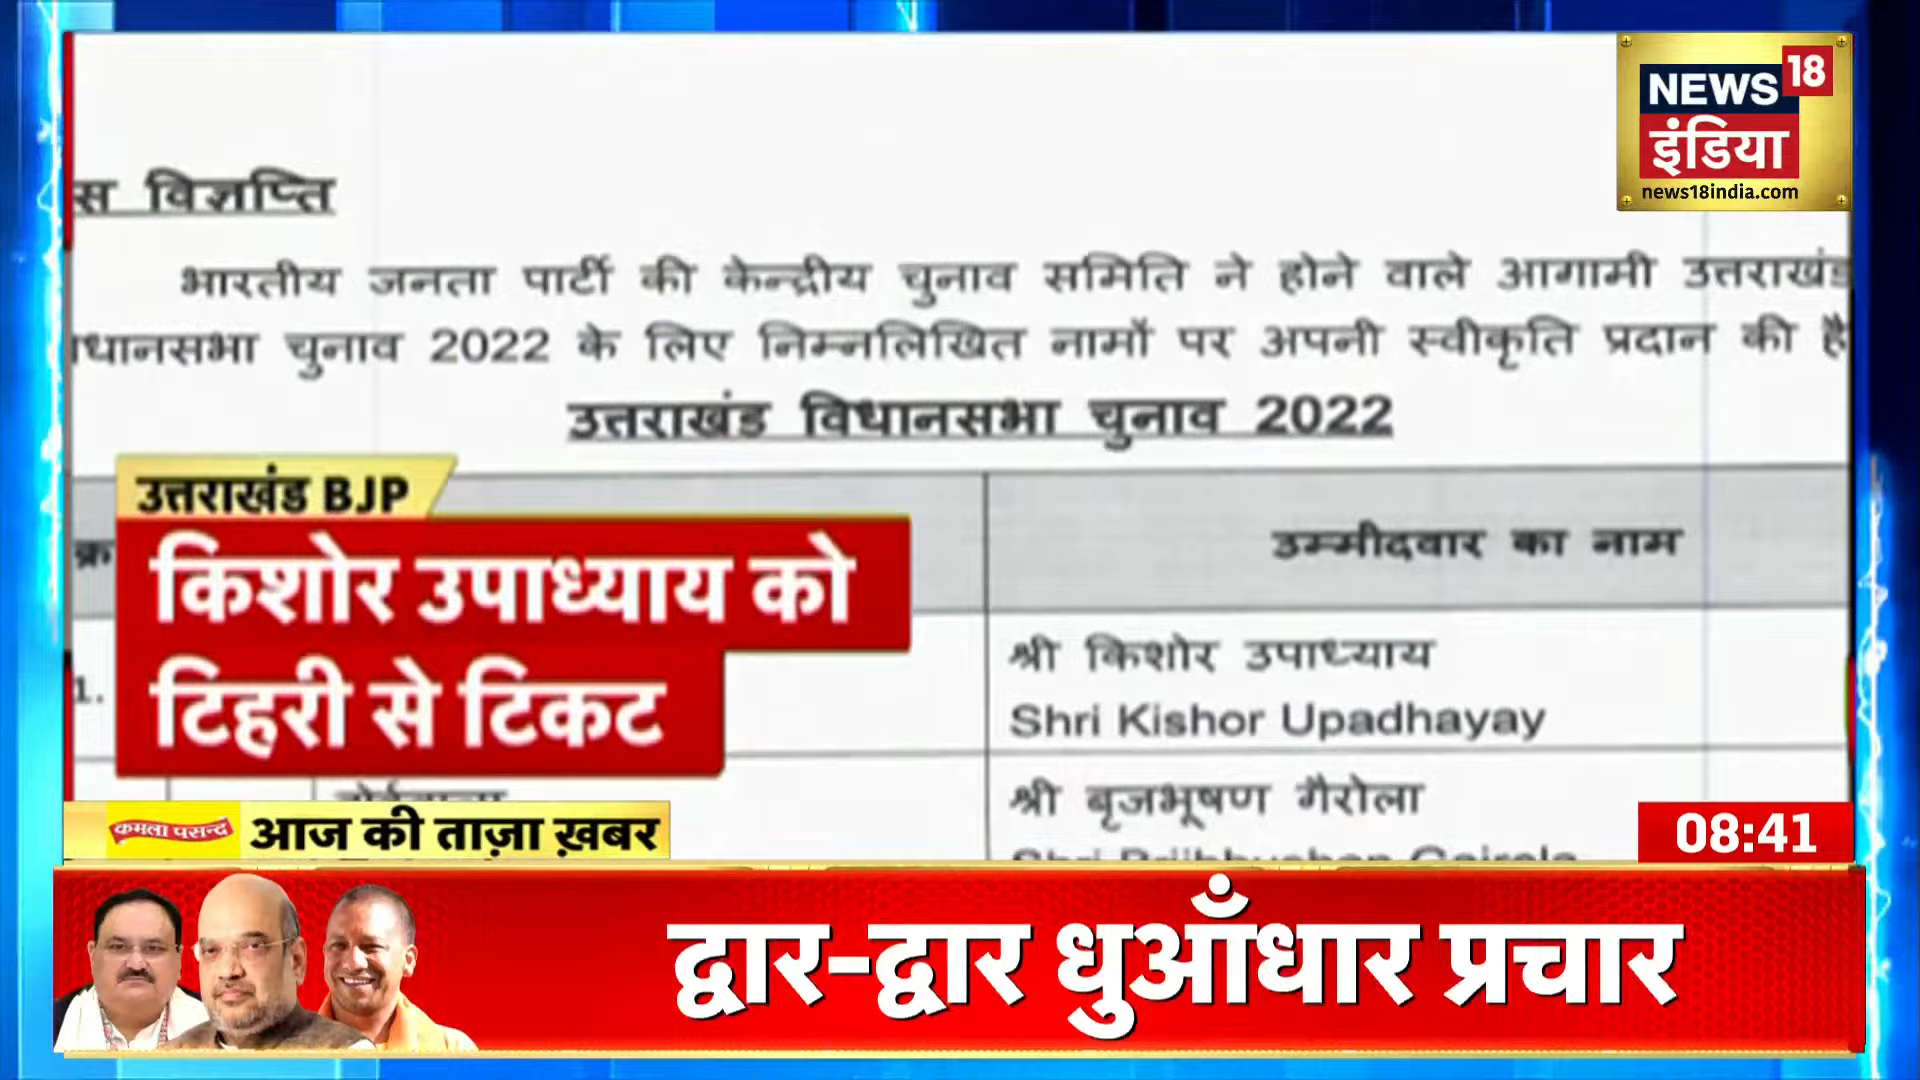 NEWS 18
इंडिया
news18india.com
स विज्ञप्ति
भारतीय जनता पार्टी की केन्द्रीय चुनाव समिति ने होने वाले आगामी उत्तराखंड
धानसभा चुनाव 2022 के लिए निम्नलिखित नामों पर अपनी स्वीकृति प्रदान की है
उत्तराखंड विधानसभा चुनाव 2022
क्र
उम्मीदवार का नाम
1.
श्री किशोर उपाध्याय
Shri Kishor Upadhayay
श्री बृजभूषण गैरोला
उत्तराखंड BJP
किशोर उपाध्याय को
टिहरी से टिकट
कमला पसन्द आज की ताज़ा ख़बर
08:41
द्वार-द्वार धुआँधार प्रचार